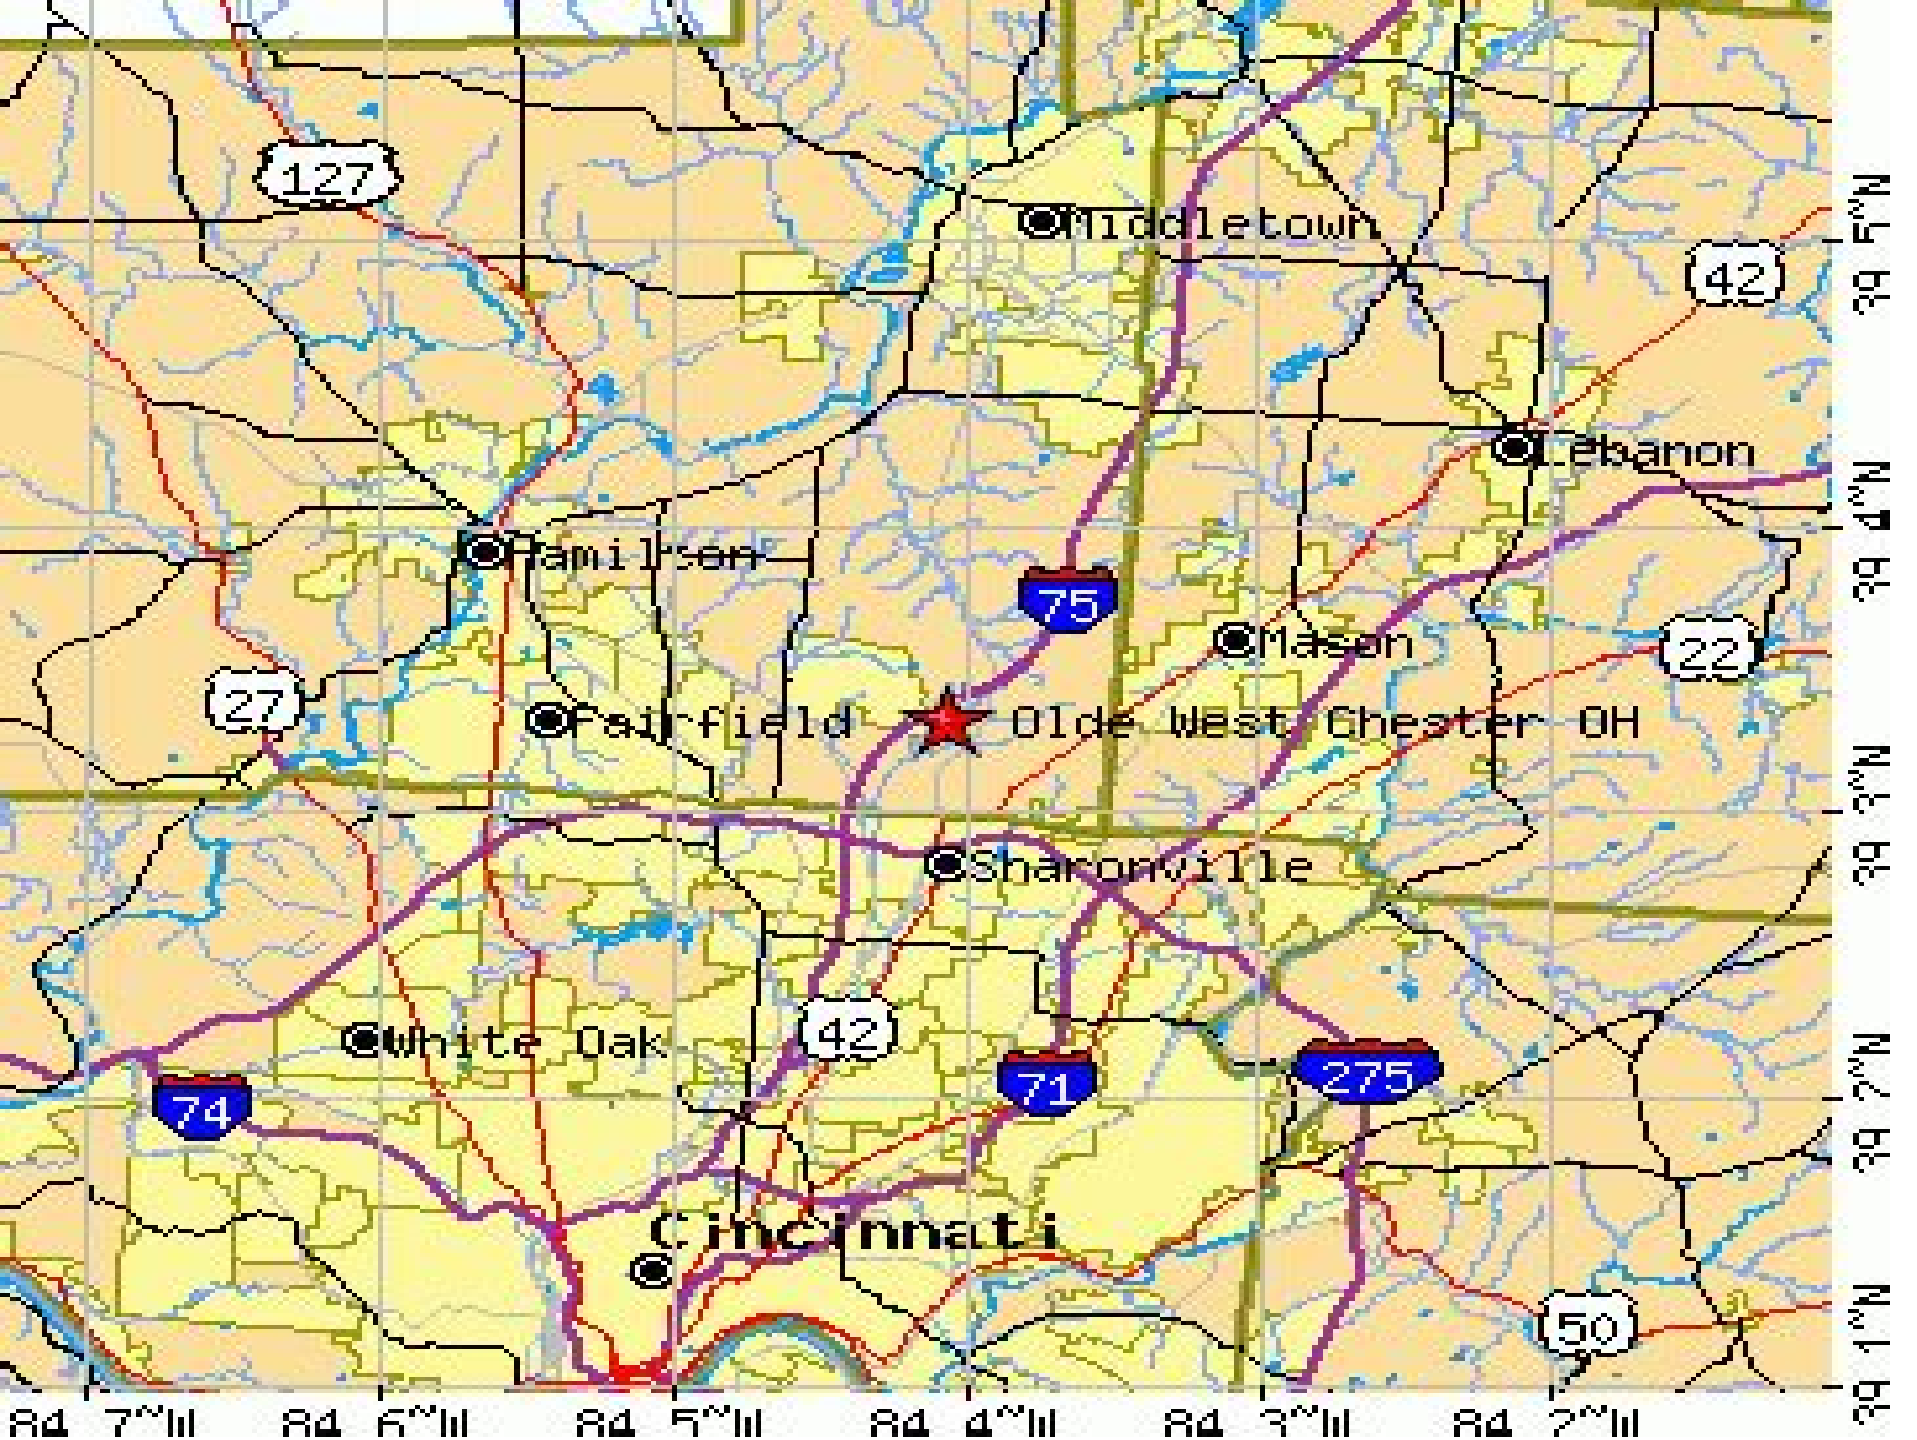 127
Middletown
42
Lebanon
Hamilton
75
Mason
22
27
Fairfield
Olde West Chester OH
Sharonville
White Oak
42
71
275
74
Cincinnati
50
39.5°N
39.4°N
39.3°N
39.2°N
39.1°N
84.7°W 84.6°W 84.5°W 84.4°W 84.3°W 84.2°W